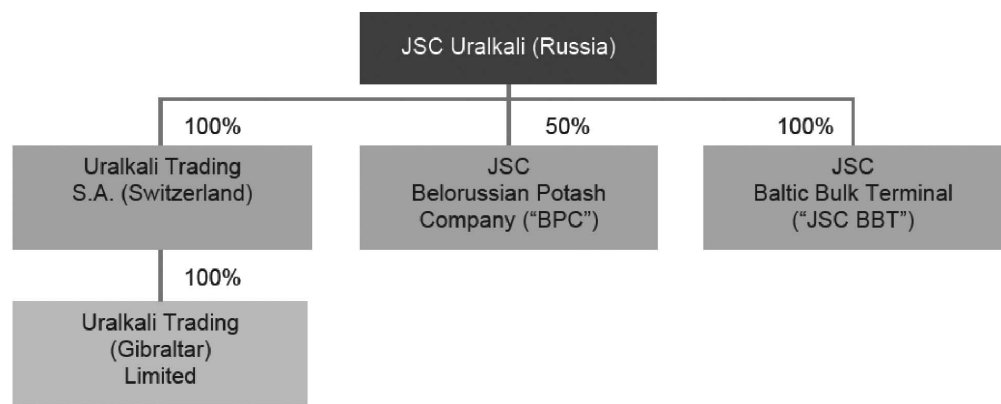 JSC Uralkali (Russia)
100%
50%
100%
Uralkali Trading
S.A. (Switzerland)
JSC
Belorussian Potash
Company (“BPC”)
JSC
Baltic Bulk Terminal
(“JSC BBT”)
100%
Uralkali Trading
(Gibraltar)
Limited